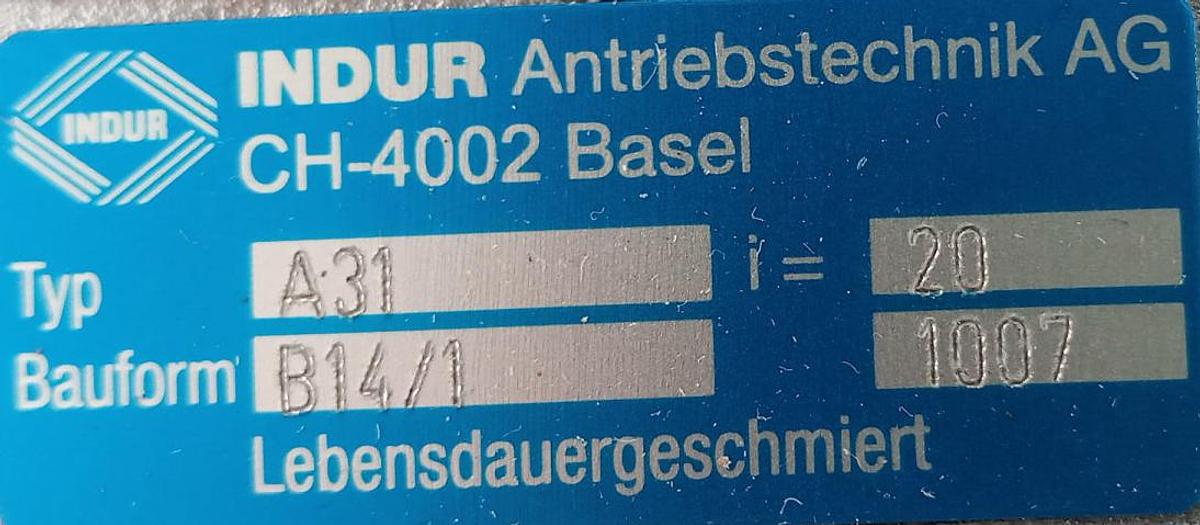 INDUR
INDUR Antriebstechnik AG
CH-4002 Basel
Typ A31 i = 20
Bauform B14/1 1007
Lebensdauergeschmiert